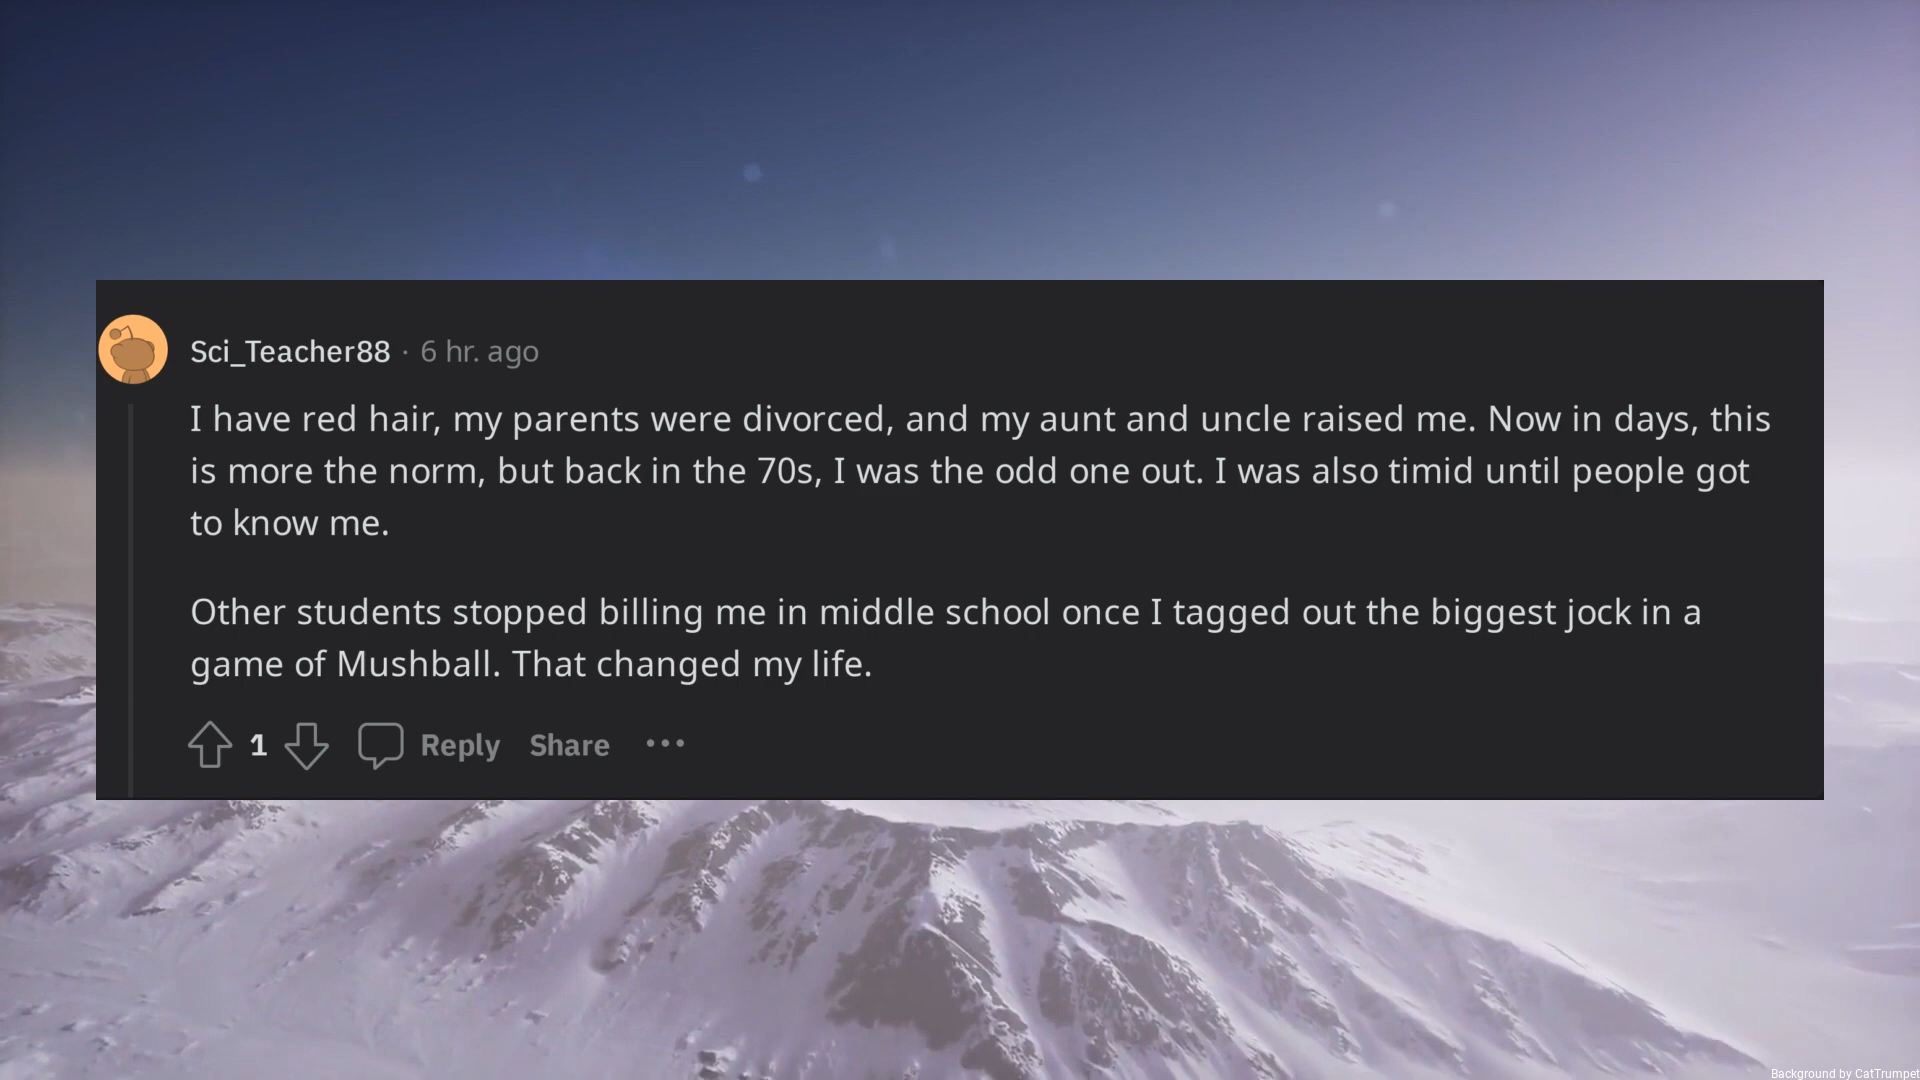 Sci_Teacher88 · 6 hr. ago
I have red hair, my parents were divorced, and my aunt and uncle raised me. Now in days, this
is more the norm, but back in the 70s, I was the odd one out. I was also timid until people got
to know me.
Other students stopped billing me in middle school once I tagged out the biggest jock in a
game of Mushball. That changed my life.
1 Reply Share ···
Background by CatTrumpet